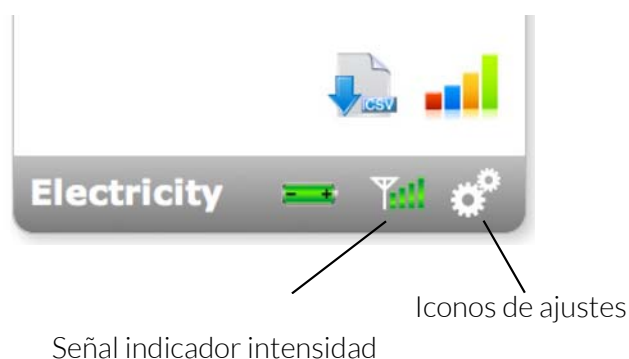 CSV
Electricity
Iconos de ajustes
Señal indicador intensidad